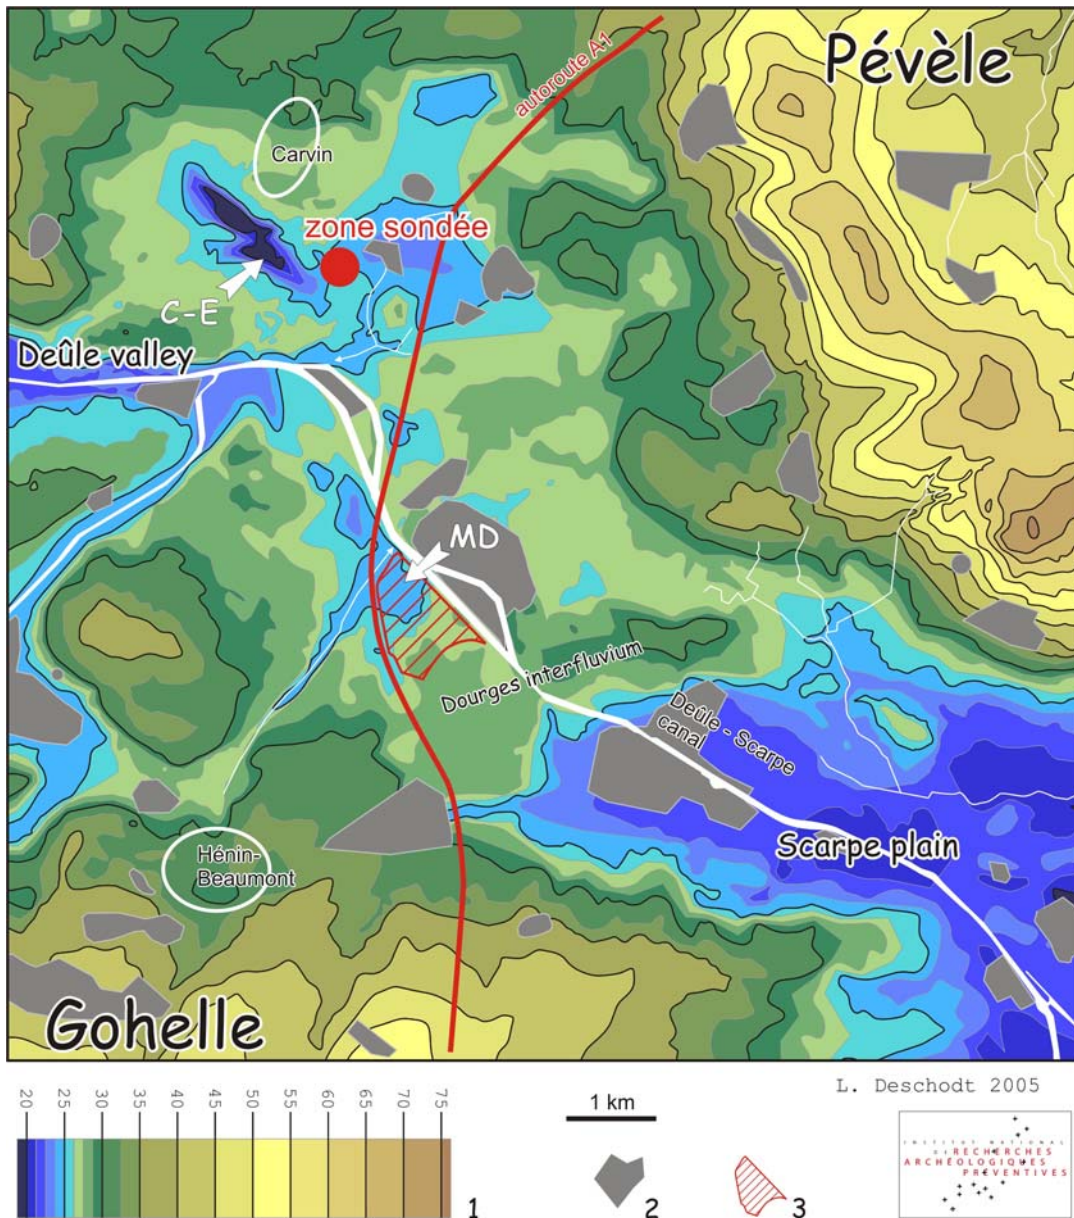 Pévèle
autoroute A1
Carvin
zone sondée
C-E
Deûle valley
MD
Dourges interfluvium
Deûle - Scarpe
canal
Scarpe plain
Hénin-
Beaumont
Gohelle
L. Deschodt 2005
20 25 30 35 40 45 50 55 60 65 70 75
1
1 km
2
3
INSTITUT NATIONAL
DE RECHERCHES
ARCHÉOLOGIQUES
PRÉVENTIVES